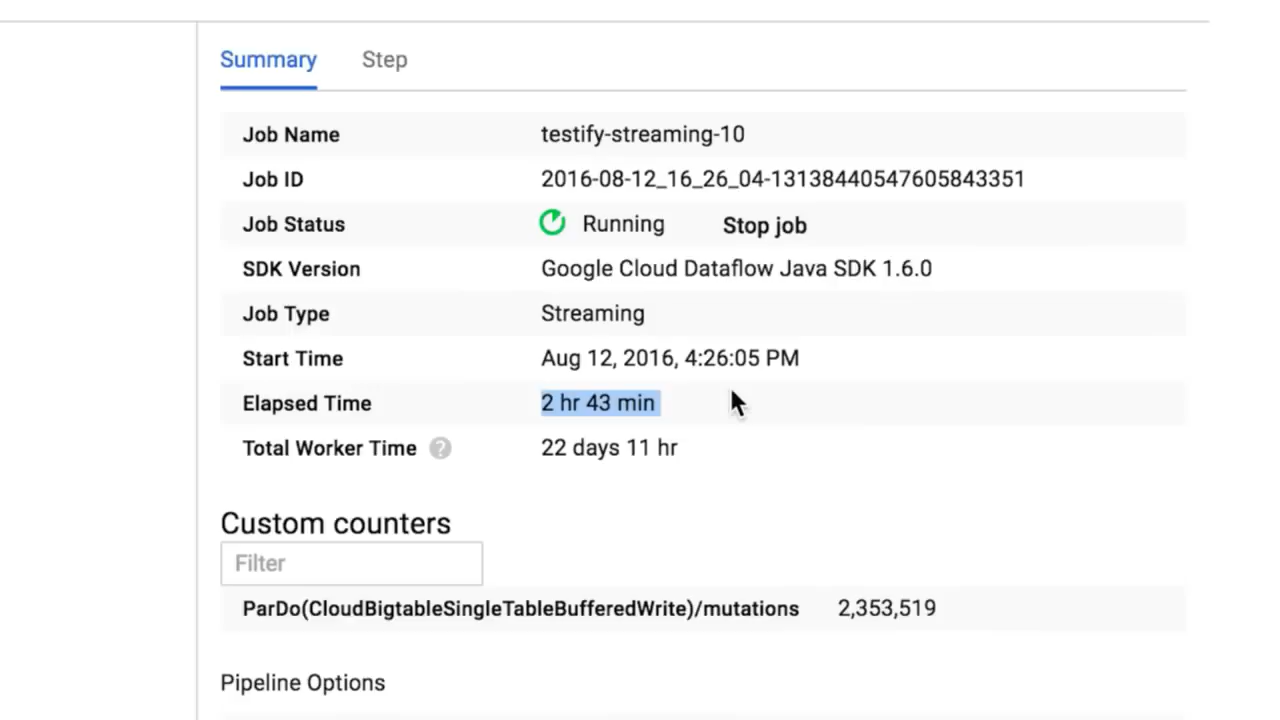 Summary Step
Job Name testify-streaming-10
Job ID 2016-08-12_16_26_04-13138440547605843351
Job Status Running Stop job
SDK Version Google Cloud Dataflow Java SDK 1.6.0
Job Type Streaming
Start Time Aug 12, 2016, 4:26:05 PM
Elapsed Time 2 hr 43 min
Total Worker Time ? 22 days 11 hr
Custom counters
Filter
ParDo(CloudBigtableSingleTableBufferedWrite)/mutations 2,353,519
Pipeline Options